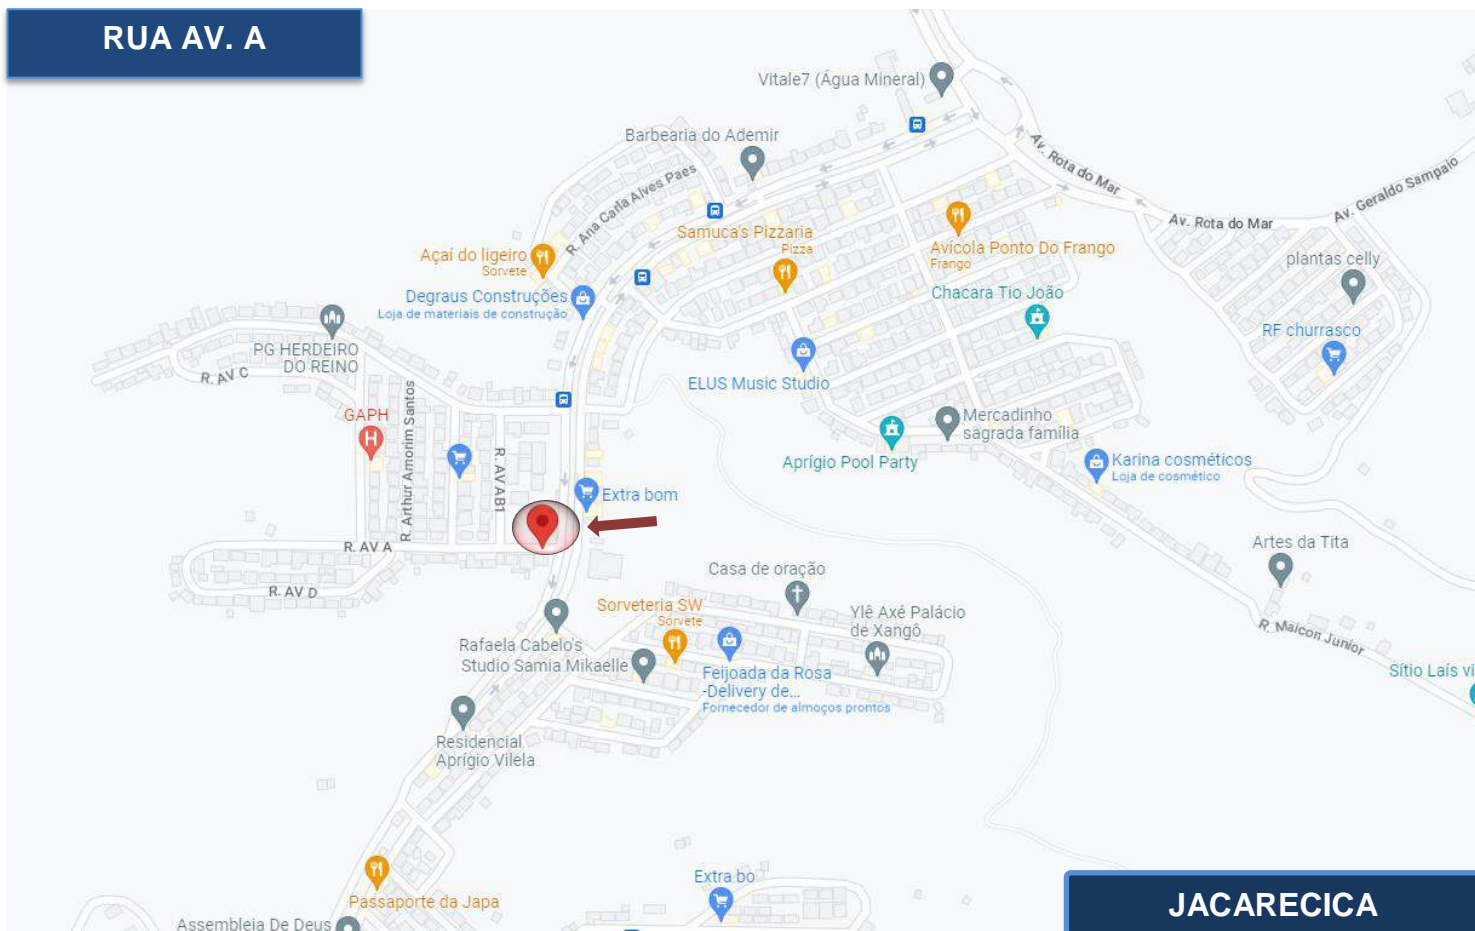 RUA AV. A
Vitale7 (Água Mineral)
Barbearia do Ademir
Av. Rota do Mar
Av. Geraldo Sampaio
R. Ana Carla Alves Paes
Av. Rota do Mar
Samuca's Pizzaria
Pizza
Avícola Ponto Do Frango
Frango
Açaí do ligeiro
Sorvete
plantas celly
Degraus Construções
Loja de materiais de construção
Chacara Tio João
RF churrasco
PG HERDEIRO
DO REINO
R. AV C
ELUS Music Studio
R. Arthur Amorim Santos
GAPH
Mercadinho
sagrada família
Aprígio Pool Party
Karina cosméticos
Loja de cosmético
R. AV AB1
Extra bom
R. AV A
Artes da Tita
Casa de oração
R. AV D
Sorveteria SW
Sorvete
Ylê Axé Palácio
de Xangô
R. Maicon Junior
Rafaela Cabelo's
Studio Samia Mikaelle
Feijoada da Rosa
-Delivery de...
Fornecedor de almoços prontos
Sítio Laís vi
Residencial
Aprígio Vilela
Extra bo
Passaporte da Japa
Assembleia De Deus
JACARECICA